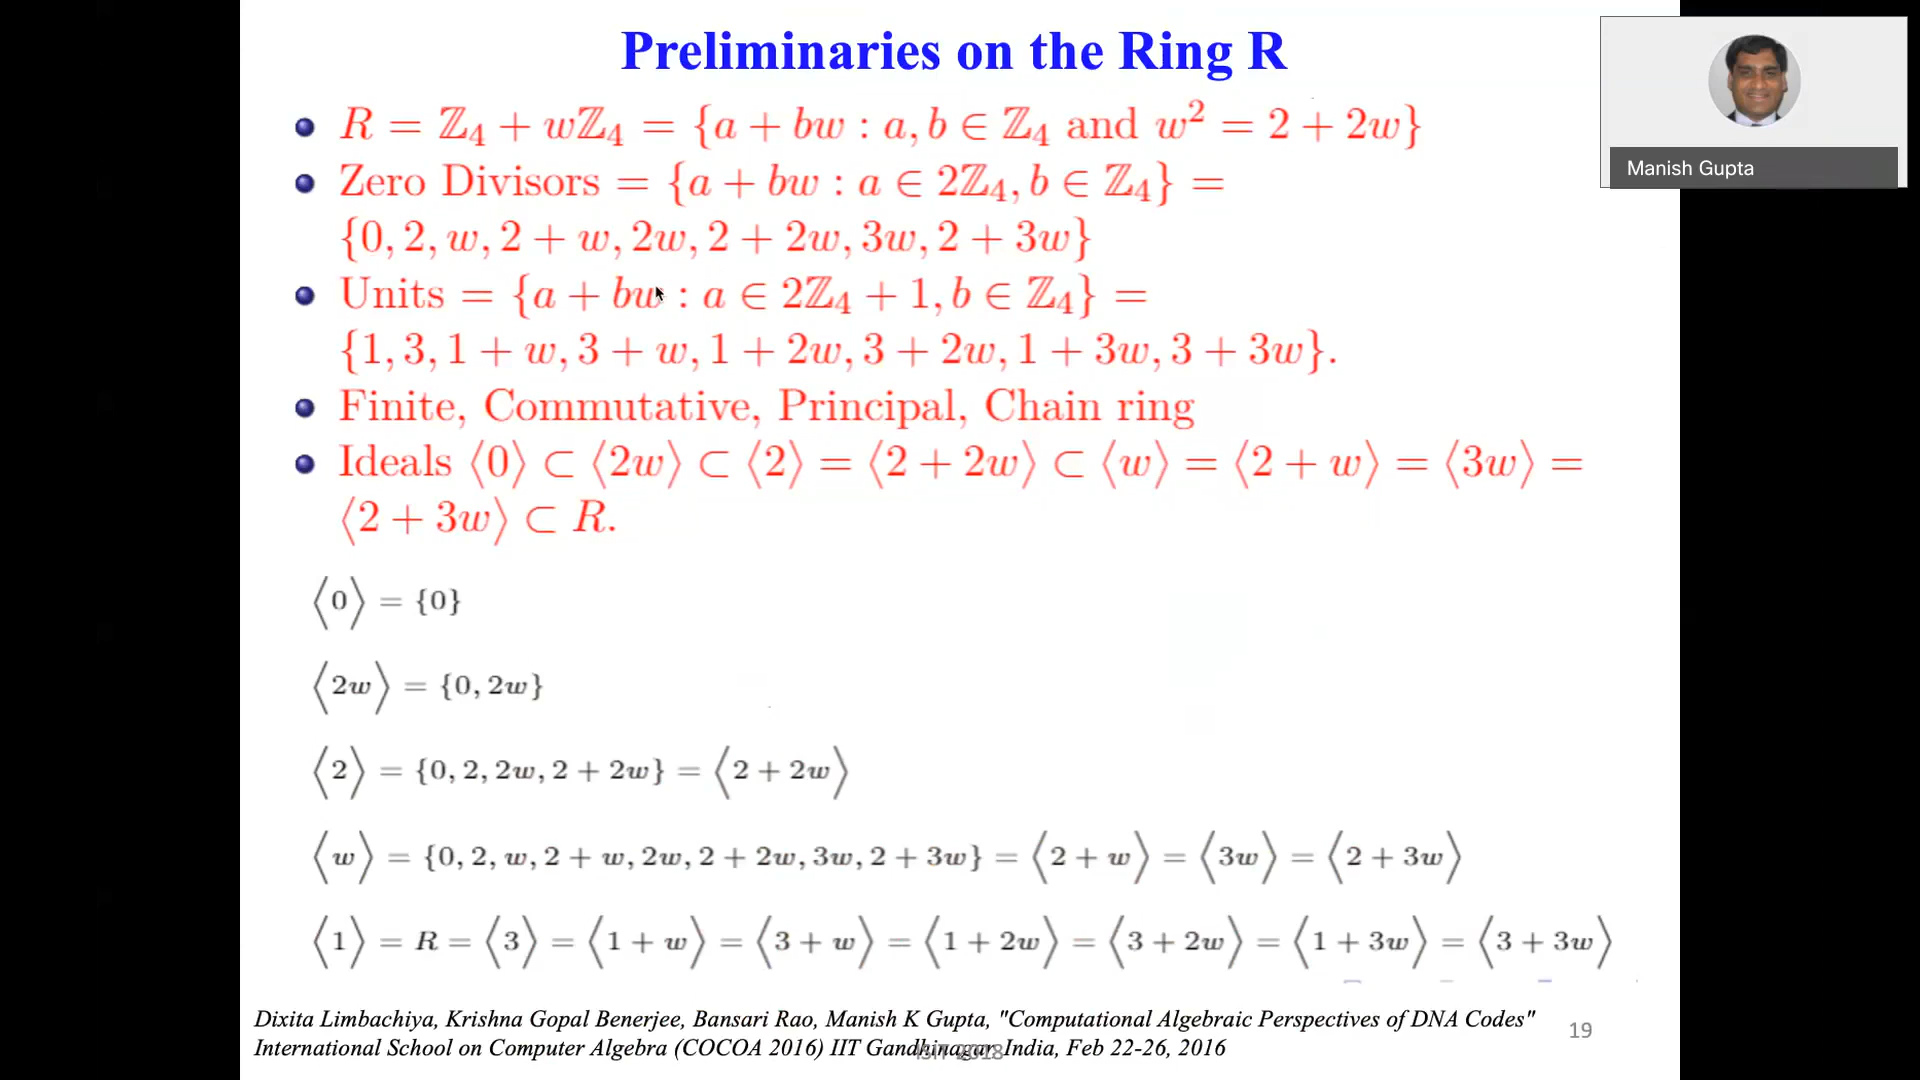 Preliminaries on the Ring R
R = ℤ₄ + wℤ₄ = {a + bw : a, b ∈ ℤ₄ and w² = 2 + 2w}
Zero Divisors = {a + bw : a ∈ 2ℤ₄, b ∈ ℤ₄} =
{0, 2, w, 2 + w, 2w, 2 + 2w, 3w, 2 + 3w}
Units = {a + bw : a ∈ 2ℤ₄ + 1, b ∈ ℤ₄} =
{1, 3, 1 + w, 3 + w, 1 + 2w, 3 + 2w, 1 + 3w, 3 + 3w}.
Finite, Commutative, Principal, Chain ring
Ideals ⟨0⟩ ⊂ ⟨2w⟩ ⊂ ⟨2⟩ = ⟨2 + 2w⟩ ⊂ ⟨w⟩ = ⟨2 + w⟩ = ⟨3w⟩ =
⟨2 + 3w⟩ ⊂ R.
⟨0⟩ = {0}
⟨2w⟩ = {0, 2w}
⟨2⟩ = {0, 2, 2w, 2 + 2w} = ⟨2 + 2w⟩
⟨w⟩ = {0, 2, w, 2 + w, 2w, 2 + 2w, 3w, 2 + 3w} = ⟨2 + w⟩ = ⟨3w⟩ = ⟨2 + 3w⟩
⟨1⟩ = R = ⟨3⟩ = ⟨1 + w⟩ = ⟨3 + w⟩ = ⟨1 + 2w⟩ = ⟨3 + 2w⟩ = ⟨1 + 3w⟩ = ⟨3 + 3w⟩
Dixita Limbachiya, Krishna Gopal Benerjee, Bansari Rao, Manish K Gupta, "Computational Algebraic Perspectives of DNA Codes"
International School on Computer Algebra (COCOA 2016) IIT Gandhinagar, India, Feb 22-26, 2016
ISIT 2018
19
Manish Gupta